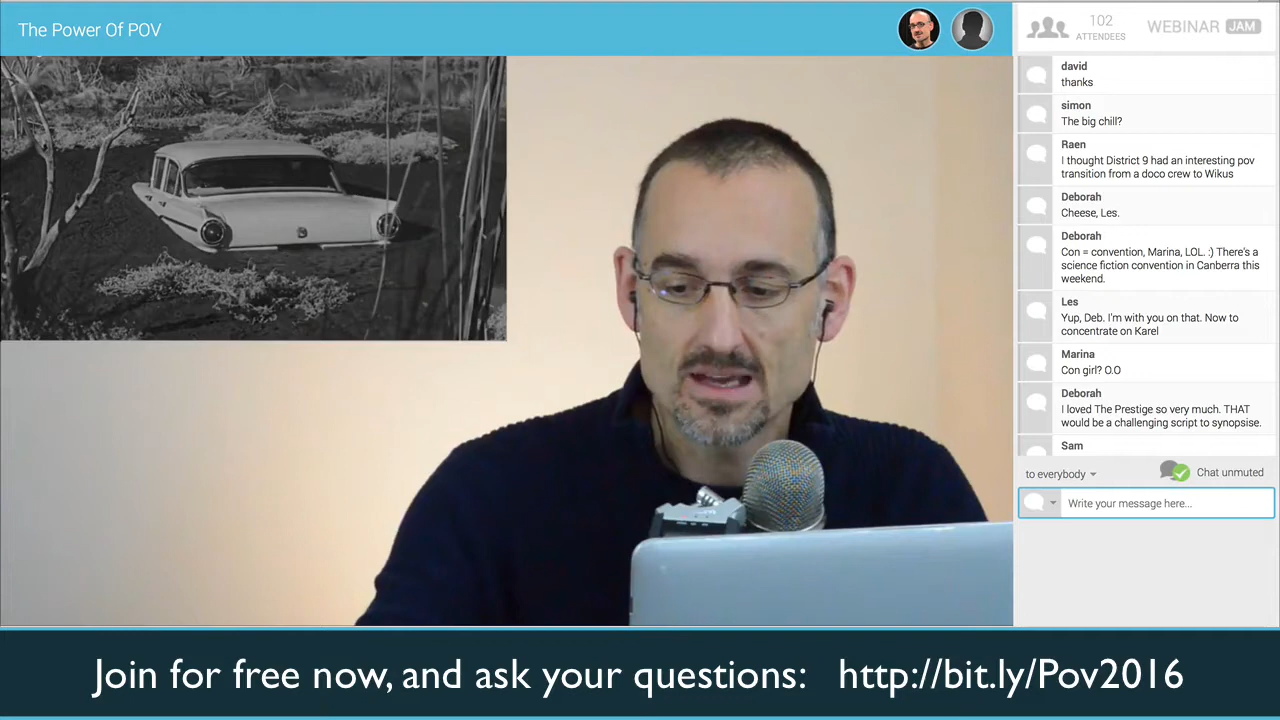 The Power Of POV
102
ATTENDEES
WEBINAR JAM
david
thanks
simon
The big chill?
Raen
I thought District 9 had an interesting pov
transition from a doco crew to Wikus
Deborah
Cheese, Les.
Deborah
Con = convention, Marina, LOL. :) There's a
science fiction convention in Canberra this
weekend.
Les
Yup, Deb. I'm with you on that. Now to
concentrate on Karel
Marina
Con girl? O.O
Deborah
I loved The Prestige so very much. THAT
would be a challenging script to synopsise.
Sam
to everybody
Chat unmuted
Write your message here...
Join for free now, and ask your questions: http://bit.ly/Pov2016